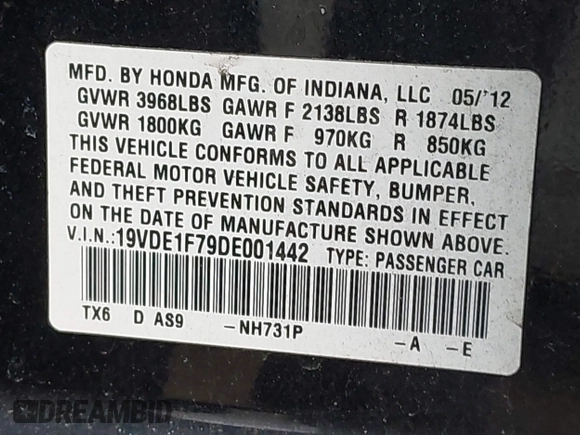 MFD. BY HONDA MFG. OF INDIANA, LLC 05/12
GVWR 3968LBS GAWR F 2138LBS R 1874LBS
GVWR 1800KG GAWR F 970KG R 850KG
THIS VEHICLE CONFORMS TO ALL APPLICABLE
FEDERAL MOTOR VEHICLE SAFETY, BUMPER,
AND THEFT PREVENTION STANDARDS IN EFFECT
ON THE DATE OF MANUFACTURE SHOWN ABOVE.
V.I.N.:19VDE1F79DE001442 TYPE: PASSENGER CAR
TX6 D AS9 -NH731P -A -E
DREAMBID